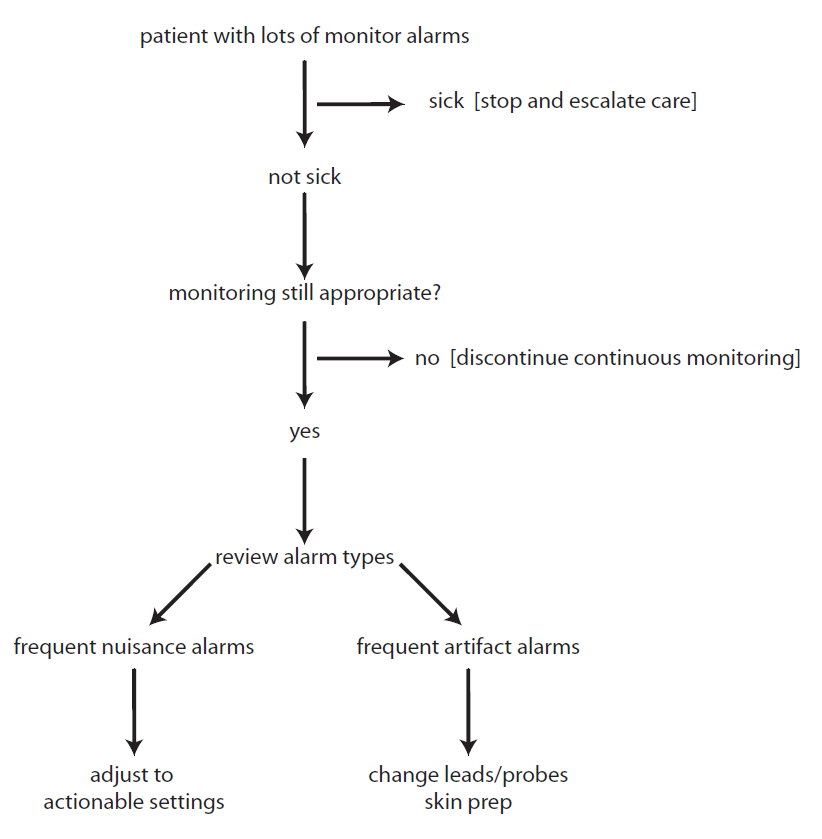 patient with lots of monitor alarms
sick [stop and escalate care]
not sick
monitoring still appropriate?
no [discontinue continuous monitoring]
yes
review alarm types
frequent nuisance alarms
frequent artifact alarms
adjust to
actionable settings
change leads/probes
skin prep